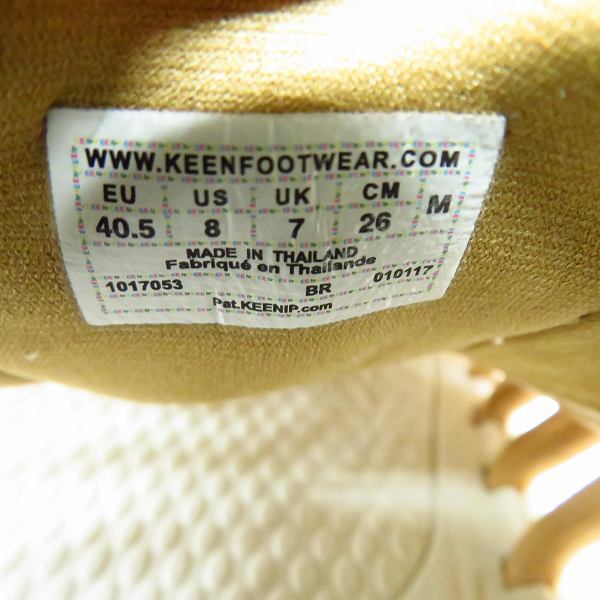 WWW.KEENFOOTWEAR.COM
EU US UK CM M
40.5 8 7 26
MADE IN THAILAND
Fabriqué en Thaïlande
1017053 BR 010117
Pat.KEENIP.com